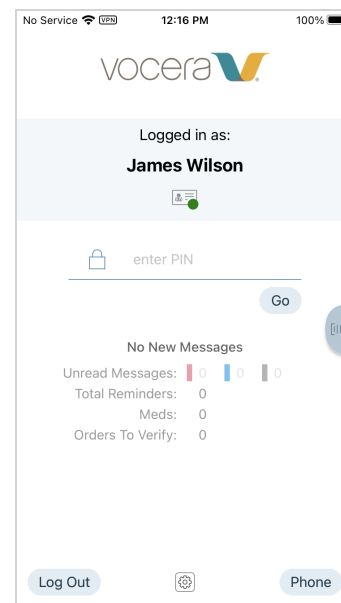 No Service VPN 12:16 PM 100%
vocera
Logged in as:
James Wilson
enter PIN
Go
No New Messages
Unread Messages: 0 0 0
Total Reminders: 0
Meds: 0
Orders To Verify: 0
Log Out Phone